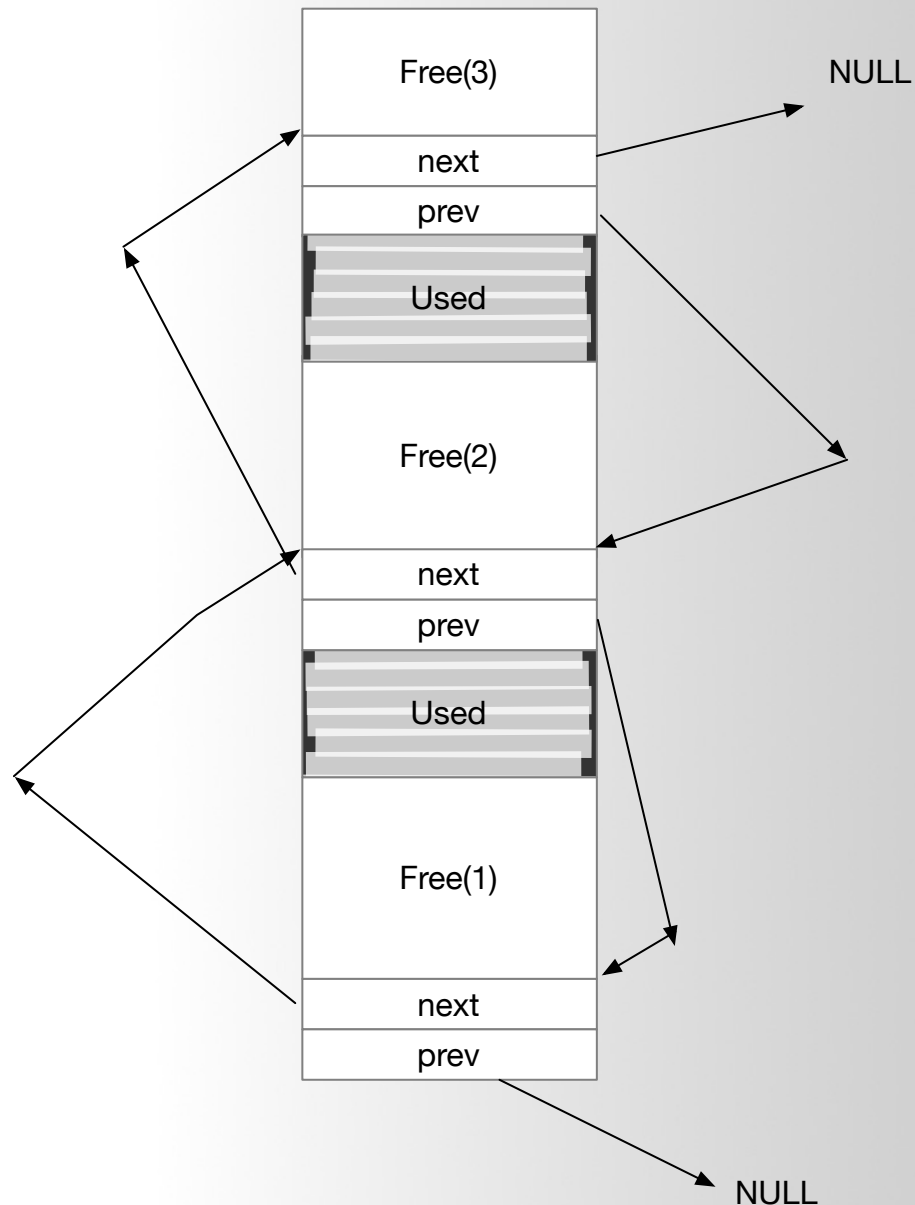 Free(3)
NULL
next
prev
Used
Free(2)
next
prev
Used
Free(1)
next
prev
NULL